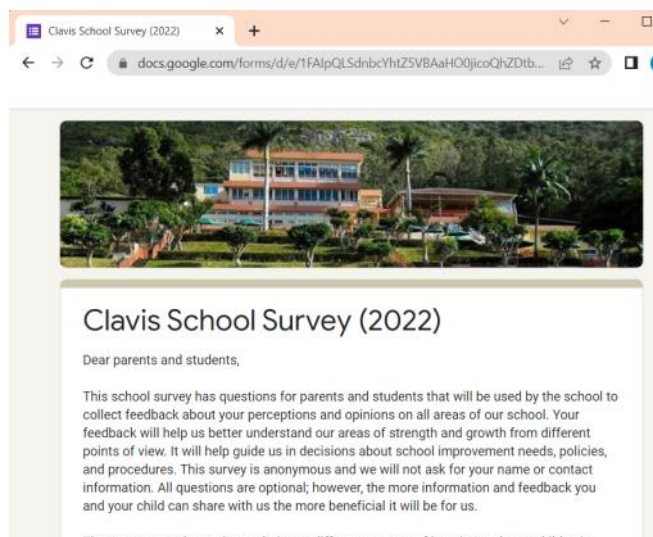 Clavis School Survey (2022)
docs.google.com/forms/d/e/1FAIpQLSdnbcYhtZ5VBAaHO0jicoQhZDtb...
Clavis School Survey (2022)
Dear parents and students,
This school survey has questions for parents and students that will be used by the school to
collect feedback about your perceptions and opinions on all areas of our school. Your
feedback will help us better understand our areas of strength and growth from different
points of view. It will help guide us in decisions about school improvement needs, policies,
and procedures. This survey is anonymous and we will not ask for your name or contact
information. All questions are optional; however, the more information and feedback you
and your child can share with us the more beneficial it will be for us.